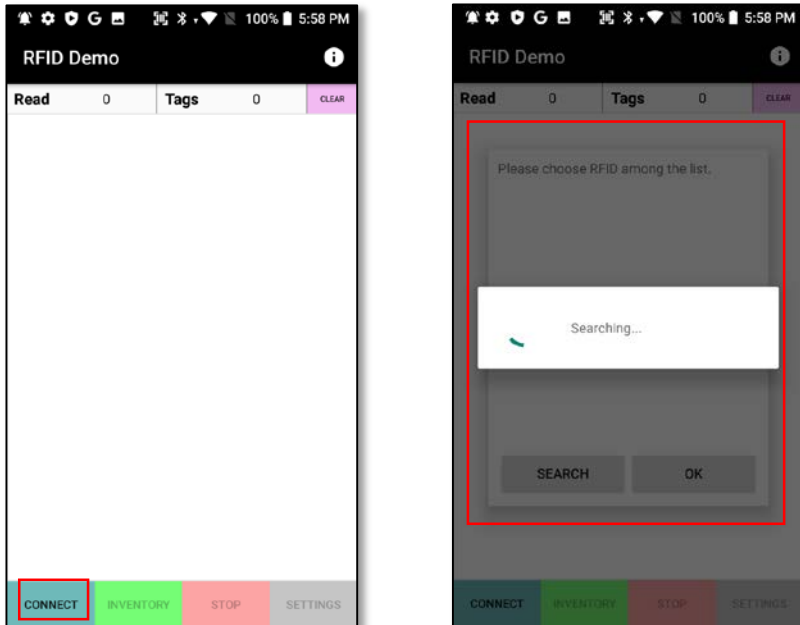 G 100% 5:58 PM
RFID Demo
Read 0 Tags 0 CLEAR
CONNECT INVENTORY STOP SETTINGS
G 100% 5:58 PM
RFID Demo
Read 0 Tags 0 CLEAR
Please choose RFID among the list.
Searching...
SEARCH OK
CONNECT INVENTORY STOP SETTINGS